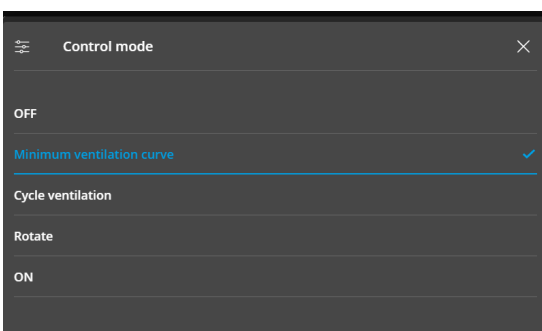 Control mode
OFF
Minimum ventilation curve
Cycle ventilation
Rotate
ON